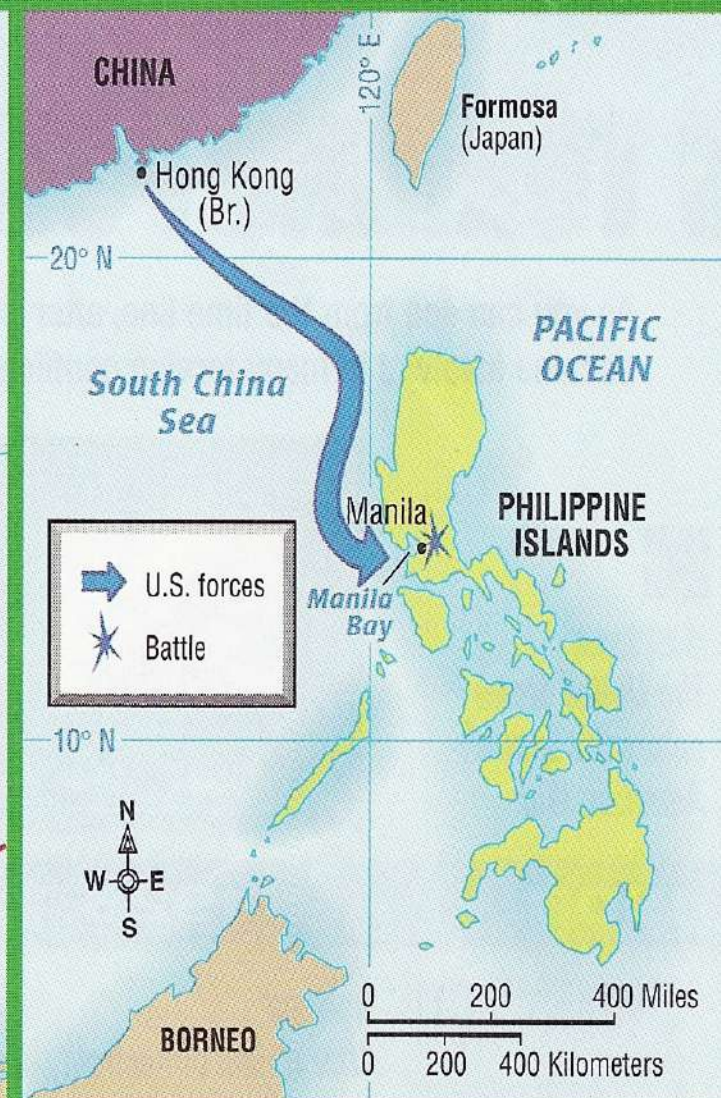 CHINA
120° E
Formosa
(Japan)
Hong Kong
(Br.)
20° N
PACIFIC
OCEAN
South China
Sea
Manila
PHILIPPINE
ISLANDS
Manila
Bay
U.S. forces
Battle
10° N
N
W E
S
BORNEO
0 200 400 Miles
0 200 400 Kilometers